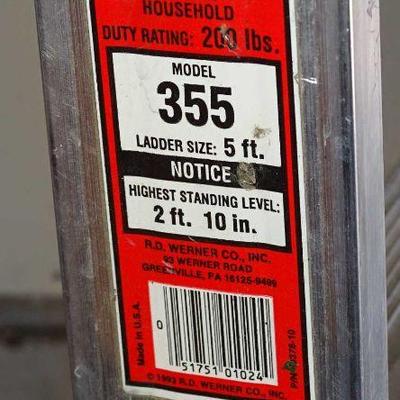 HOUSEHOLD
DUTY RATING: 200 lbs.
MODEL
355
LADDER SIZE: 5 ft.
NOTICE
HIGHEST STANDING LEVEL:
2 ft. 10 in.
R.D. WERNER CO., INC.
93 WERNER ROAD
GREENVILLE, PA 16125-9499
Made in U.S.A.
0
51751 01024
© 1993 R.D. WERNER CO., INC.